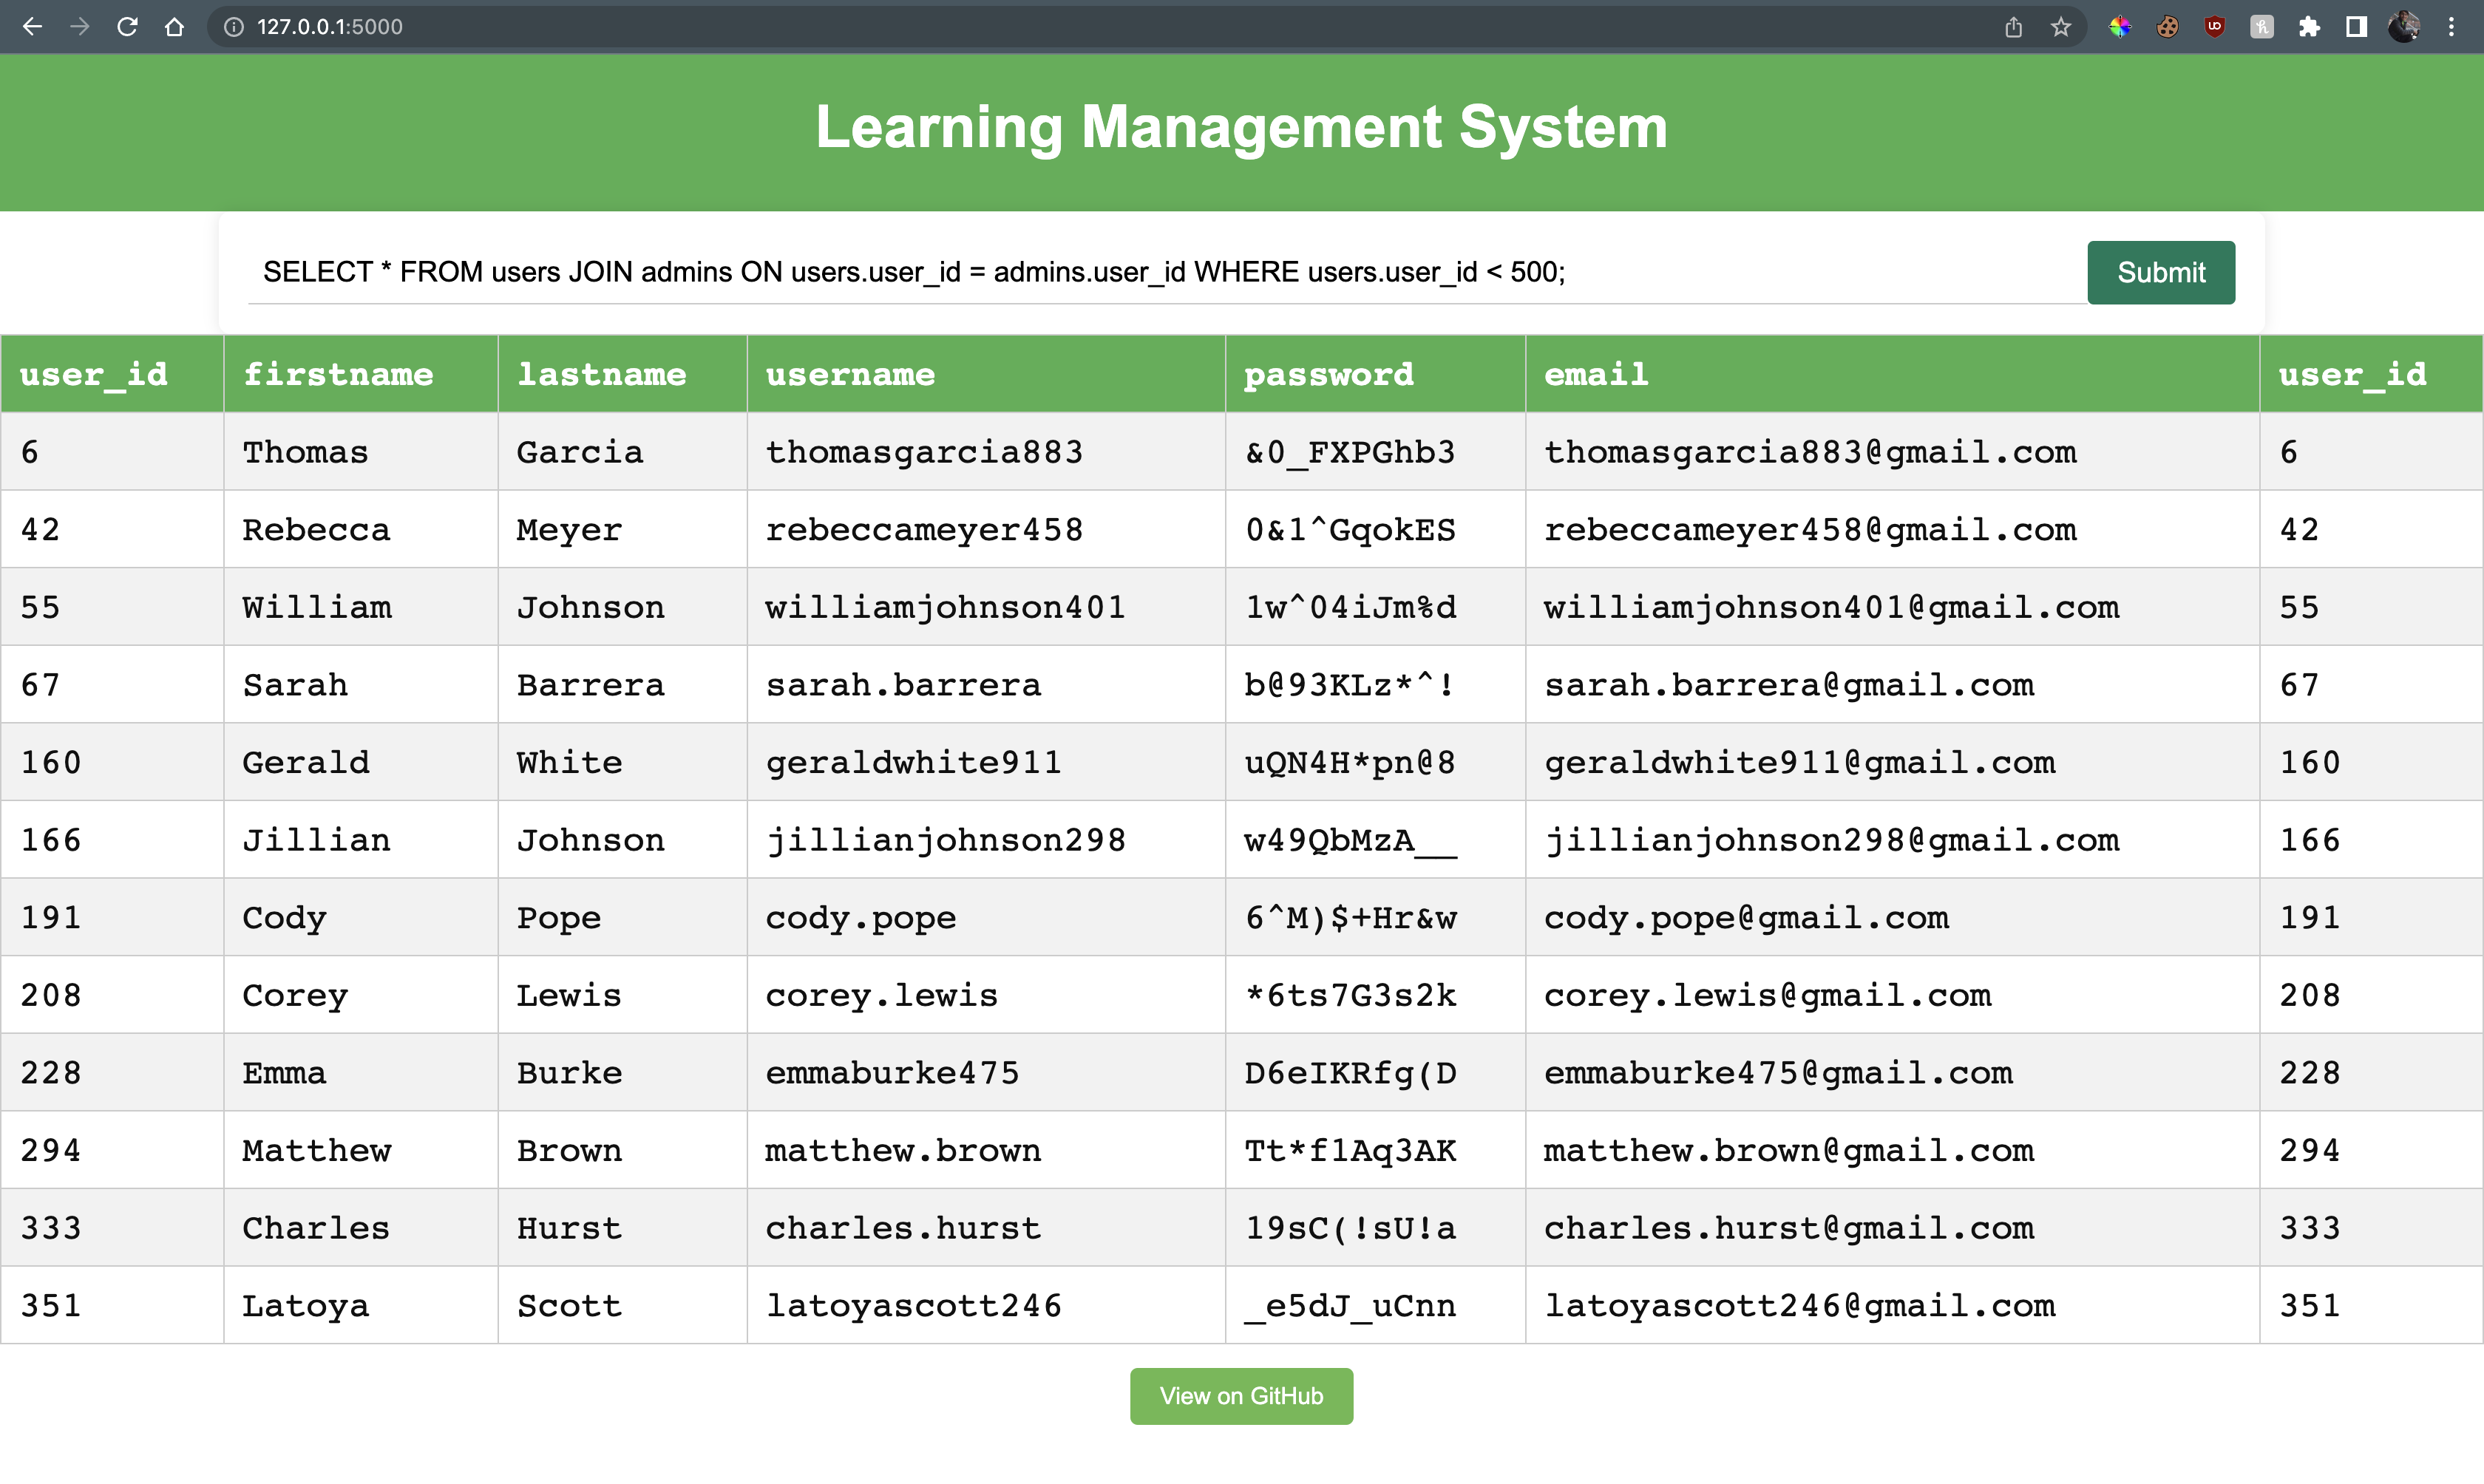 127.0.0.1:5000
Learning Management System
SELECT * FROM users JOIN admins ON users.user_id = admins.user_id WHERE users.user_id < 500; Submit
user_id firstname lastname username password email user_id
6 Thomas Garcia thomasgarcia883 &0_FXPGhb3 thomasgarcia883@gmail.com 6
42 Rebecca Meyer rebeccameyer458 0&1^GqokES rebeccameyer458@gmail.com 42
55 William Johnson williamjohnson401 1w^04iJm%d williamjohnson401@gmail.com 55
67 Sarah Barrera sarah.barrera b@93KLz*^! sarah.barrera@gmail.com 67
160 Gerald White geraldwhite911 uQN4H*pn@8 geraldwhite911@gmail.com 160
166 Jillian Johnson jillianjohnson298 w49QbMzA__ jillianjohnson298@gmail.com 166
191 Cody Pope cody.pope 6^M)$+Hr&w cody.pope@gmail.com 191
208 Corey Lewis corey.lewis *6ts7G3s2k corey.lewis@gmail.com 208
228 Emma Burke emmaburke475 D6eIKRfg(D emmaburke475@gmail.com 228
294 Matthew Brown matthew.brown Tt*f1Aq3AK matthew.brown@gmail.com 294
333 Charles Hurst charles.hurst 19sC(!sU!a charles.hurst@gmail.com 333
351 Latoya Scott latoyascott246 _e5dJ_uCnn latoyascott246@gmail.com 351
View on GitHub